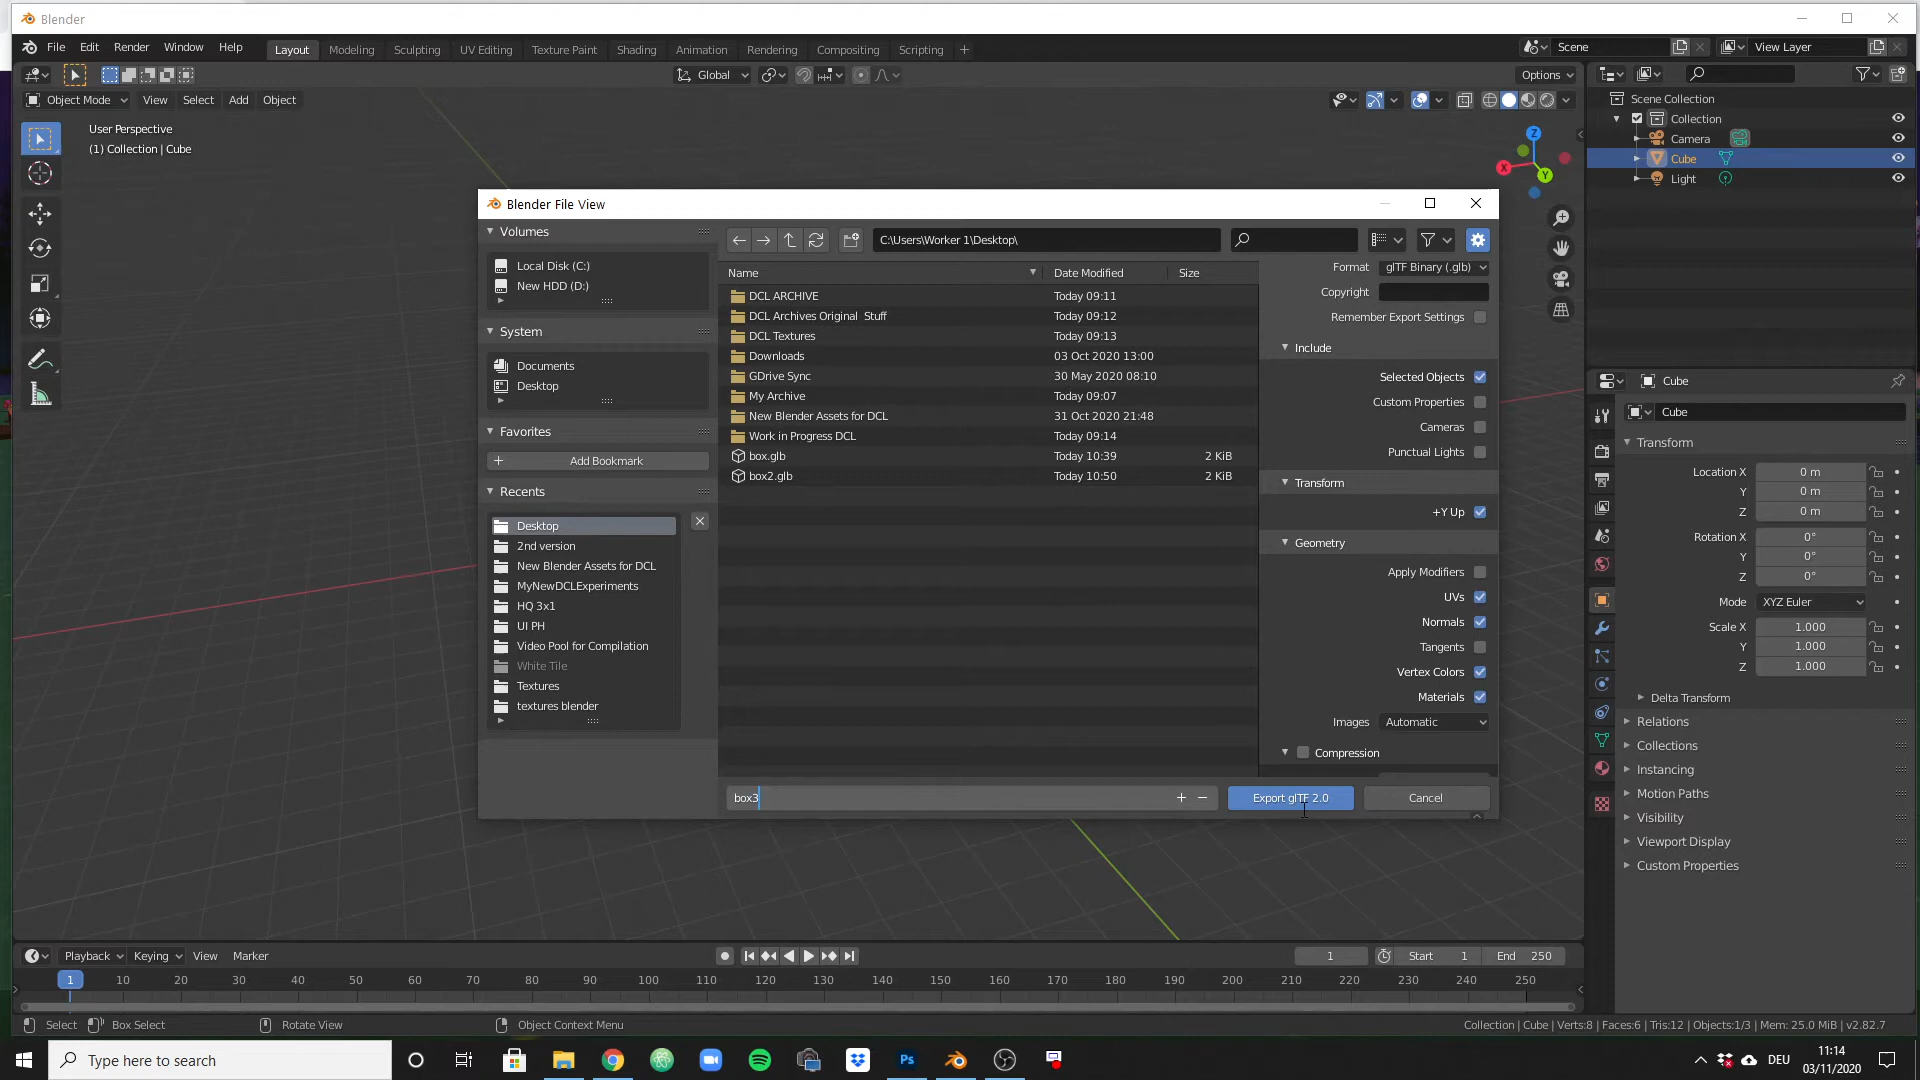 Blender
File Edit Render Window Help Layout Modeling Sculpting UV Editing Texture Paint Shading Animation Rendering Compositing Scripting + Scene View Layer
Global Options
Object Mode View Select Add Object
User Perspective
(1) Collection | Cube
Z
X
Y
Scene Collection
Collection
Camera
Cube
Light
Blender File View
Volumes
Local Disk (C:)
New HDD (D:)
System
Documents
Desktop
Favorites
+ Add Bookmark
Recents
Desktop
2nd version
New Blender Assets for DCL
MyNewDCLExperiments
HQ 3x1
UI PH
Video Pool for Compilation
White Tile
Textures
textures blender
C:\Users\Worker 1\Desktop\
Name Date Modified Size
DCL ARCHIVE Today 09:11
DCL Archives Original Stuff Today 09:12
DCL Textures Today 09:13
Downloads 03 Oct 2020 13:00
GDrive Sync 30 May 2020 08:10
My Archive Today 09:07
New Blender Assets for DCL 31 Oct 2020 21:48
Work in Progress DCL Today 09:14
box.glb Today 10:39 2 KiB
box2.glb Today 10:50 2 KiB
Format glTF Binary (.glb)
Copyright
Remember Export Settings
Include
Selected Objects
Custom Properties
Cameras
Punctual Lights
Transform
+Y Up
Geometry
Apply Modifiers
UVs
Normals
Tangents
Vertex Colors
Materials
Images Automatic
Compression
box3 + − Export glTF 2.0 Cancel
Cube
Cube
Transform
Location X 0 m
Y 0 m
Z 0 m
Rotation X 0°
Y 0°
Z 0°
Mode XYZ Euler
Scale X 1.000
Y 1.000
Z 1.000
Delta Transform
Relations
Collections
Instancing
Motion Paths
Visibility
Viewport Display
Custom Properties
Playback Keying View Marker 1 Start 1 End 250
1 10 20 30 40 50 60 70 80 90 100 110 120 130 140 150 160 170 180 190 200 210 220 230 240 250
Select Box Select Rotate View Object Context Menu Collection | Cube | Verts:8 | Faces:6 | Tris:12 | Objects:1/3 | Mem: 25.0 MiB | v2.82.7
Type here to search Ps DEU 11:14
03/11/2020